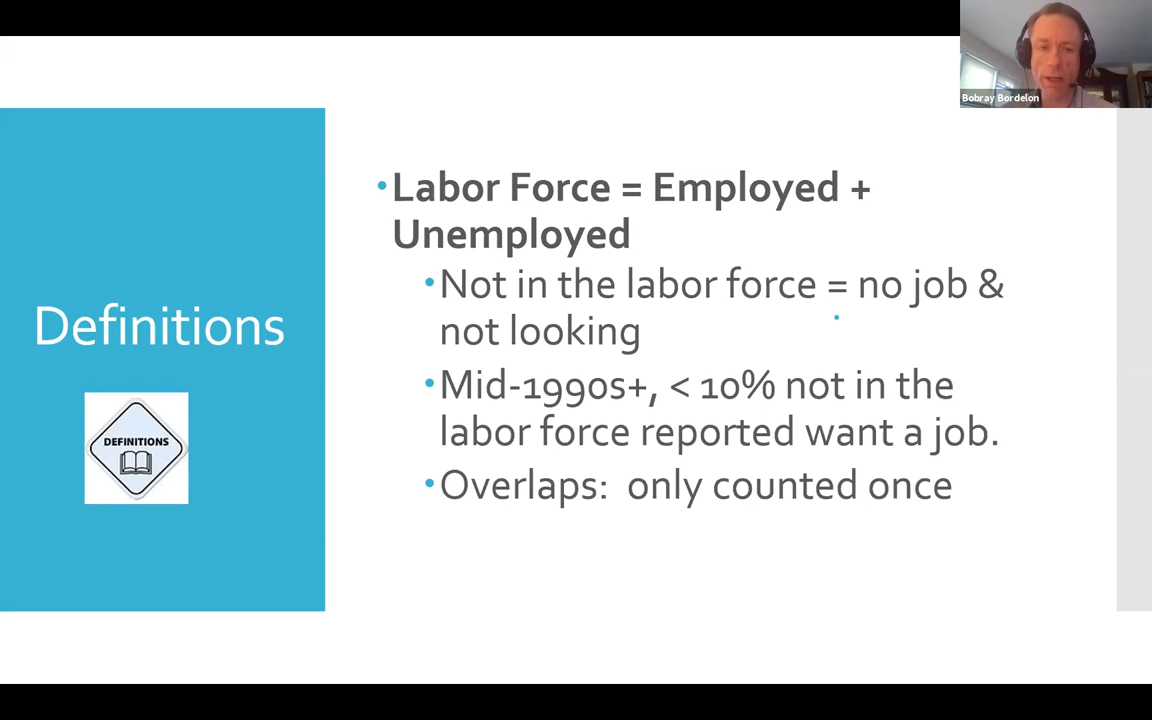 Bobray Bordelon
Definitions
DEFINITIONS
• Labor Force = Employed +
Unemployed
• Not in the labor force = no job &
not looking
• Mid-1990s+, < 10% not in the
labor force reported want a job.
• Overlaps: only counted once